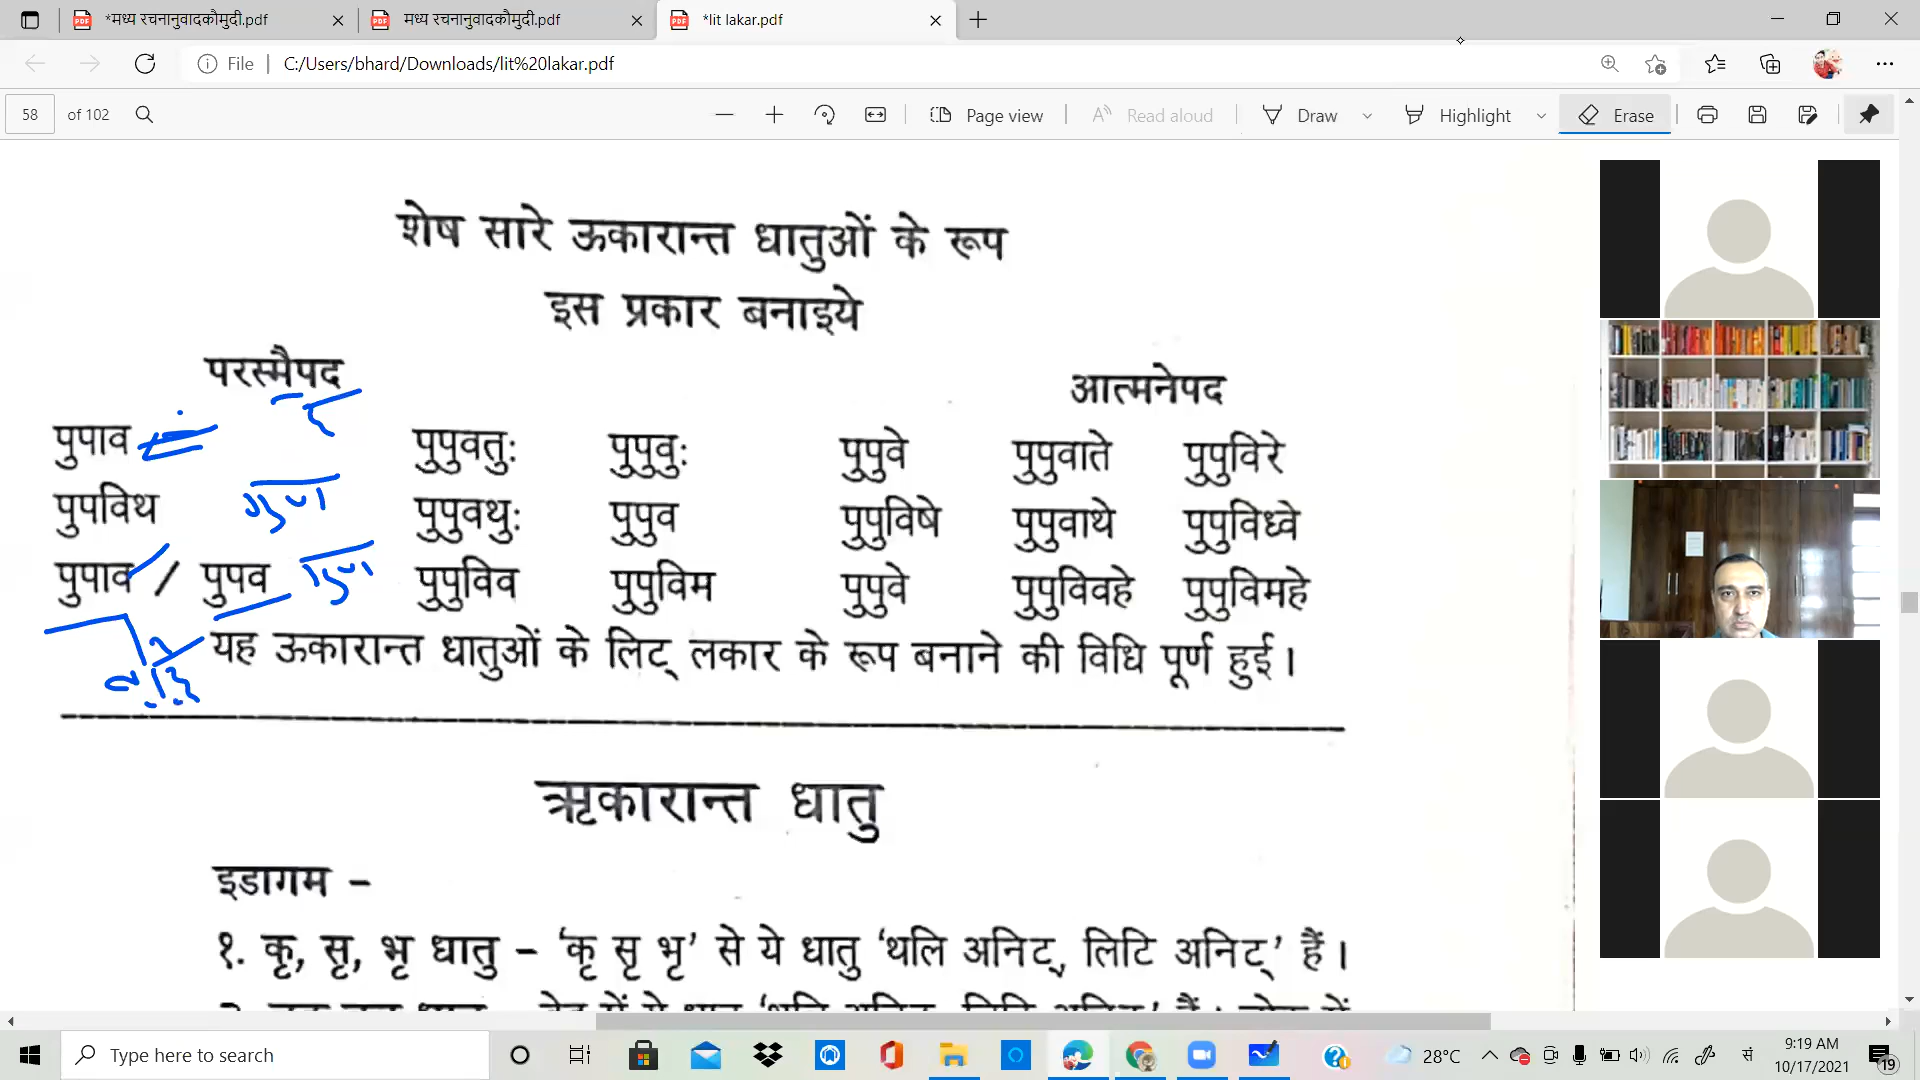 *मध्य रचनानुवादकौमुदी.pdf
मध्य रचनानुवादकौमुदी.pdf
*lit lakar.pdf
File
C:/Users/bhard/Downloads/lit%20lakar.pdf
58 of 102
Page view
Read aloud
Draw
Highlight
Erase
शेष सारे ऊकारान्त धातुओं के रूप
इस प्रकार बनाइये
परस्मैपद
आत्मनेपद
पुपाव पुपुवतुः पुपुवुः पुपुवे पुपुवाते पुपुविरे
पुपविथ गुण पुपुवथुः पुपुव पुपुविषे पुपुवाथे पुपुविध्वे
पुपाव / पुपव गुण पुपुविव पुपुविम पुपुवे पुपुविवहे पुपुविमहे
यह ऊकारान्त धातुओं के लिट् लकार के रूप बनाने की विधि पूर्ण हुई।
ऋकारान्त धातु
इडागम –
१. कृ, सृ, भृ धातु – ‘कृ सृ भृ’ से ये धातु ‘थलि अनिट्, लिटि अनिट्’ हैं।
Type here to search
28°C
सं
9:19 AM
10/17/2021
19